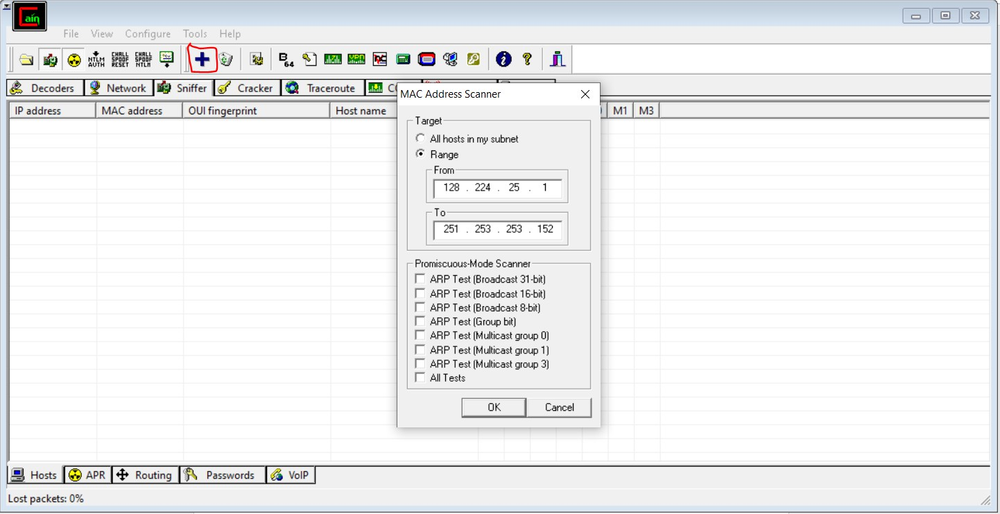 Cain
File View Configure Tools Help
NTLM AUTH CHALL SPOOF RESET CHALL SPOOF NTLM B64
Decoders Network Sniffer Cracker Traceroute
IP address MAC address OUI fingerprint Host name M1 M3
MAC Address Scanner
Target
All hosts in my subnet
Range
From
128 . 224 . 25 . 1
To
251 . 253 . 253 . 152
Promiscuous-Mode Scanner
ARP Test (Broadcast 31-bit)
ARP Test (Broadcast 16-bit)
ARP Test (Broadcast 8-bit)
ARP Test (Group bit)
ARP Test (Multicast group 0)
ARP Test (Multicast group 1)
ARP Test (Multicast group 3)
All Tests
OK Cancel
Hosts APR Routing Passwords VoIP
Lost packets: 0%